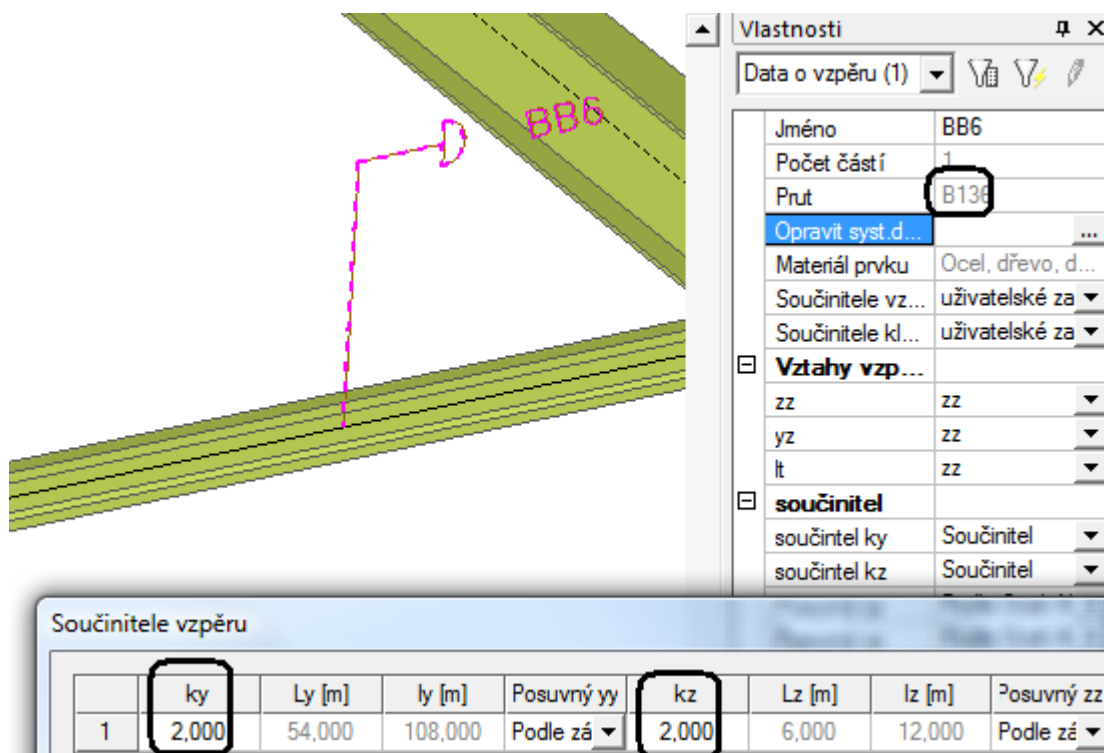 Vlastnosti
Data o vzpěru (1)
BB6
Jméno BB6
Počet částí 1
Prut B136
Opravit syst.d... ...
Materiál prvku Ocel, dřevo, d...
Součinitele vz... uživatelské za
Součinitele kl... uživatelské za
Vztahy vzp...
zz zz
yz zz
lt zz
součinitel
součintel ky Součinitel
součintel kz Součinitel
Součinitele vzpěru
ky Ly [m] ly [m] Posuvný yy kz Lz [m] lz [m] Posuvný zz
1 2,000 54,000 108,000 Podle zá 2,000 6,000 12,000 Podle zá